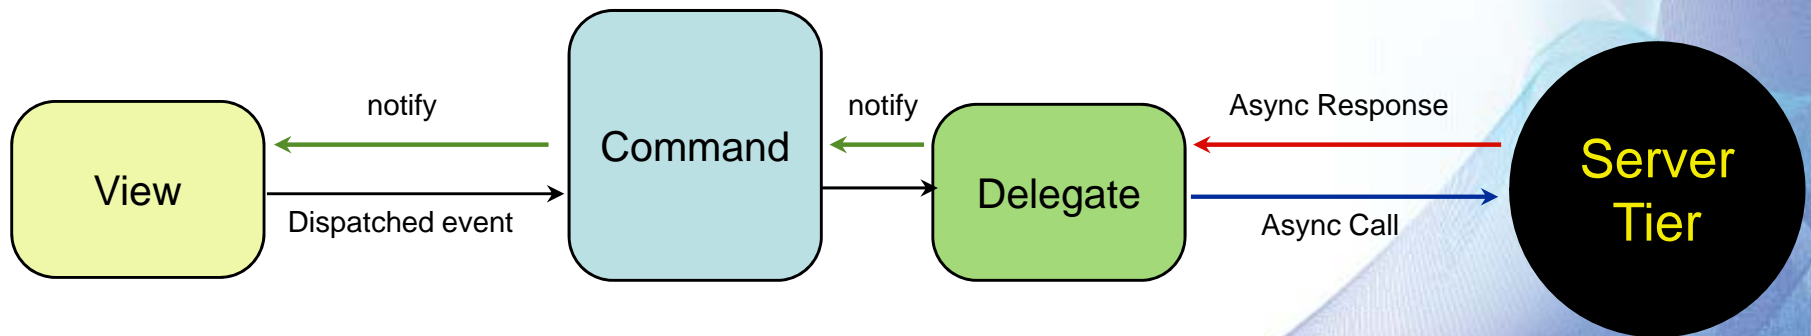 notify
notify
Async Response
Command
View
Delegate
Server
Tier
Dispatched event
Async Call